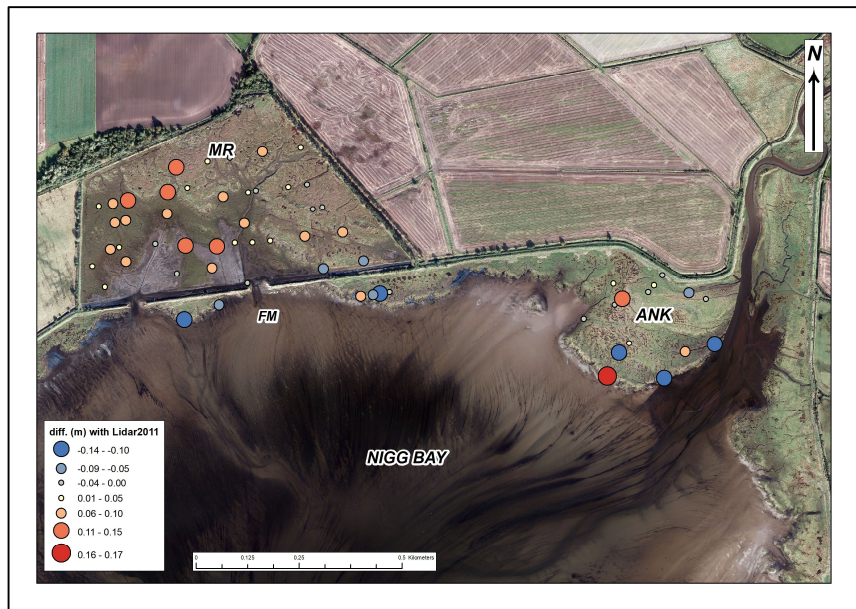 N
MR
FM
ANK
NIGG BAY
diff. (m) with Lidar2011
-0.14 - -0.10
-0.09 - -0.05
-0.04 - 0.00
0.01 - 0.05
0.06 - 0.10
0.11 - 0.15
0.16 - 0.17
0 0.125 0.25 0.5 Kilometers